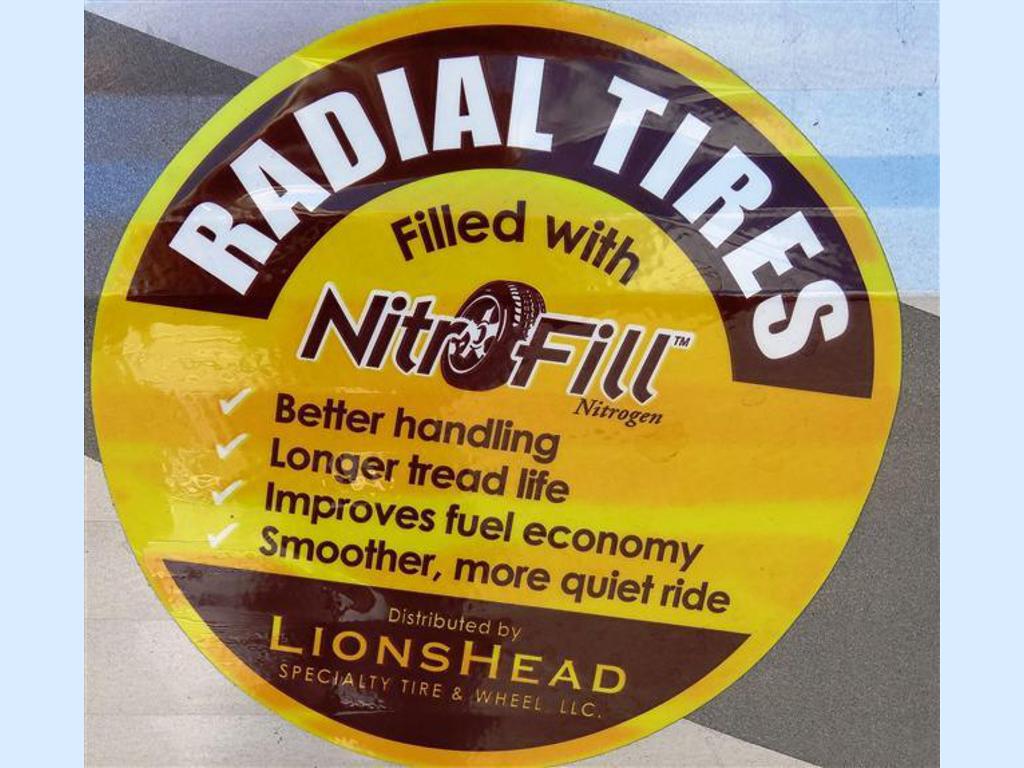 RADIAL TIRES
Filled with
NitroFill™
Nitrogen
✓ Better handling
✓ Longer tread life
✓ Improves fuel economy
✓ Smoother, more quiet ride
Distributed by
LIONSHEAD
SPECIALTY TIRE & WHEEL, LLC.